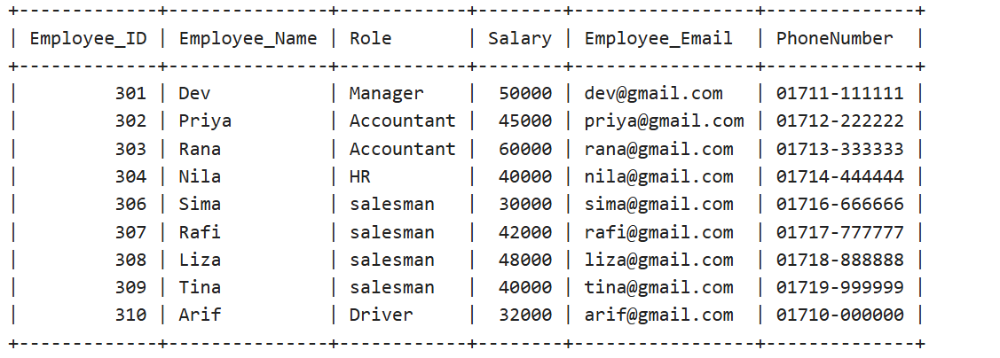 +-------------+---------------+------------+--------+-----------------+--------------+
| Employee_ID | Employee_Name | Role       | Salary | Employee_Email  | PhoneNumber  |
+-------------+---------------+------------+--------+-----------------+--------------+
|         301 | Dev           | Manager    |  50000 | dev@gmail.com   | 01711-111111 |
|         302 | Priya         | Accountant |  45000 | priya@gmail.com | 01712-222222 |
|         303 | Rana          | Accountant |  60000 | rana@gmail.com  | 01713-333333 |
|         304 | Nila          | HR         |  40000 | nila@gmail.com  | 01714-444444 |
|         306 | Sima          | salesman   |  30000 | sima@gmail.com  | 01716-666666 |
|         307 | Rafi          | salesman   |  42000 | rafi@gmail.com  | 01717-777777 |
|         308 | Liza          | salesman   |  48000 | liza@gmail.com  | 01718-888888 |
|         309 | Tina          | salesman   |  40000 | tina@gmail.com  | 01719-999999 |
|         310 | Arif          | Driver     |  32000 | arif@gmail.com  | 01710-000000 |
+-------------+---------------+------------+--------+-----------------+--------------+